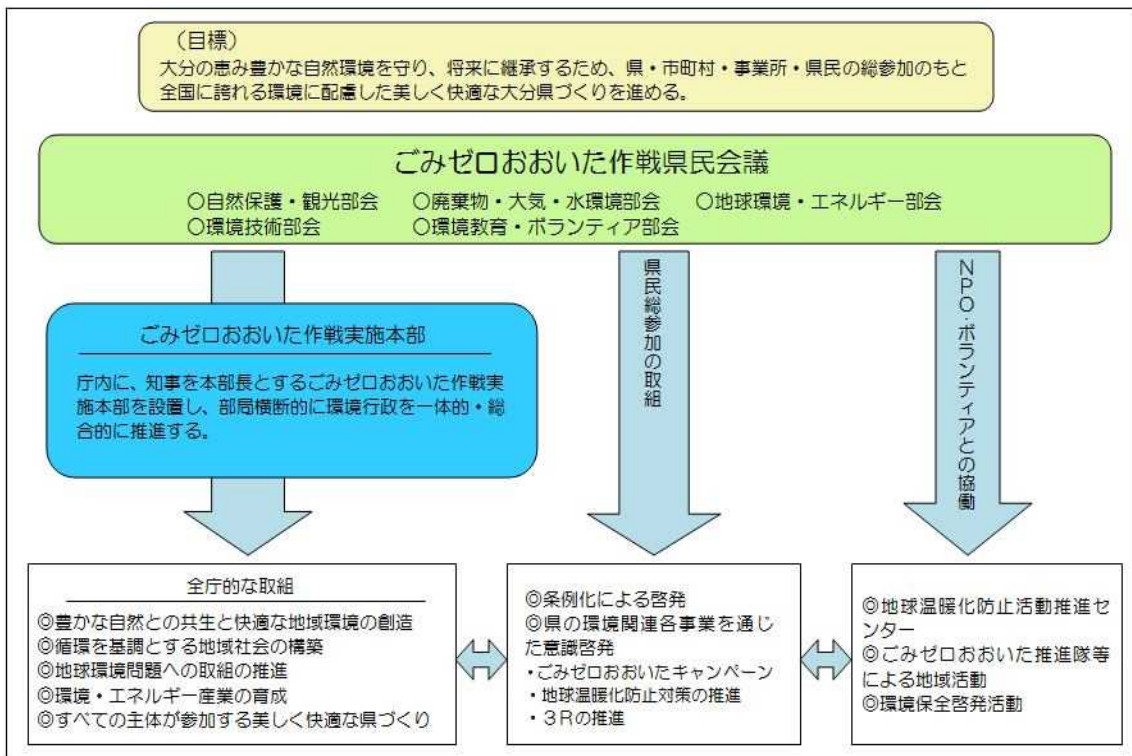 （目標）
大分の恵み豊かな自然環境を守り、将来に継承するため、県・市町村・事業所・県民の総参加のもと
全国に誇れる環境に配慮した美しく快適な大分県づくりを進める。
ごみゼロおおいた作戦県民会議
○自然保護・観光部会　○廃棄物・大気・水環境部会　○地球環境・エネルギー部会
○環境技術部会　○環境教育・ボランティア部会
ごみゼロおおいた作戦実施本部
庁内に、知事を本部長とするごみゼロおおいた作戦実
施本部を設置し、部局横断的に環境行政を一体的・総
合的に推進する。
県民総参加の取組
ＮＰＯ・ボランティアとの協働
全庁的な取組
◎豊かな自然との共生と快適な地域環境の創造
◎循環を基調とする地域社会の構築
◎地球環境問題への取組の推進
◎環境・エネルギー産業の育成
◎すべての主体が参加する美しく快適な県づくり
◎条例化による啓発
◎県の環境関連各事業を通じ
た意識啓発
・ごみゼロおおいたキャンペーン
・地球温暖化防止対策の推進
・３Ｒの推進
◎地球温暖化防止活動推進セ
ンター
◎ごみゼロおおいた推進隊等
による地域活動
◎環境保全啓発活動